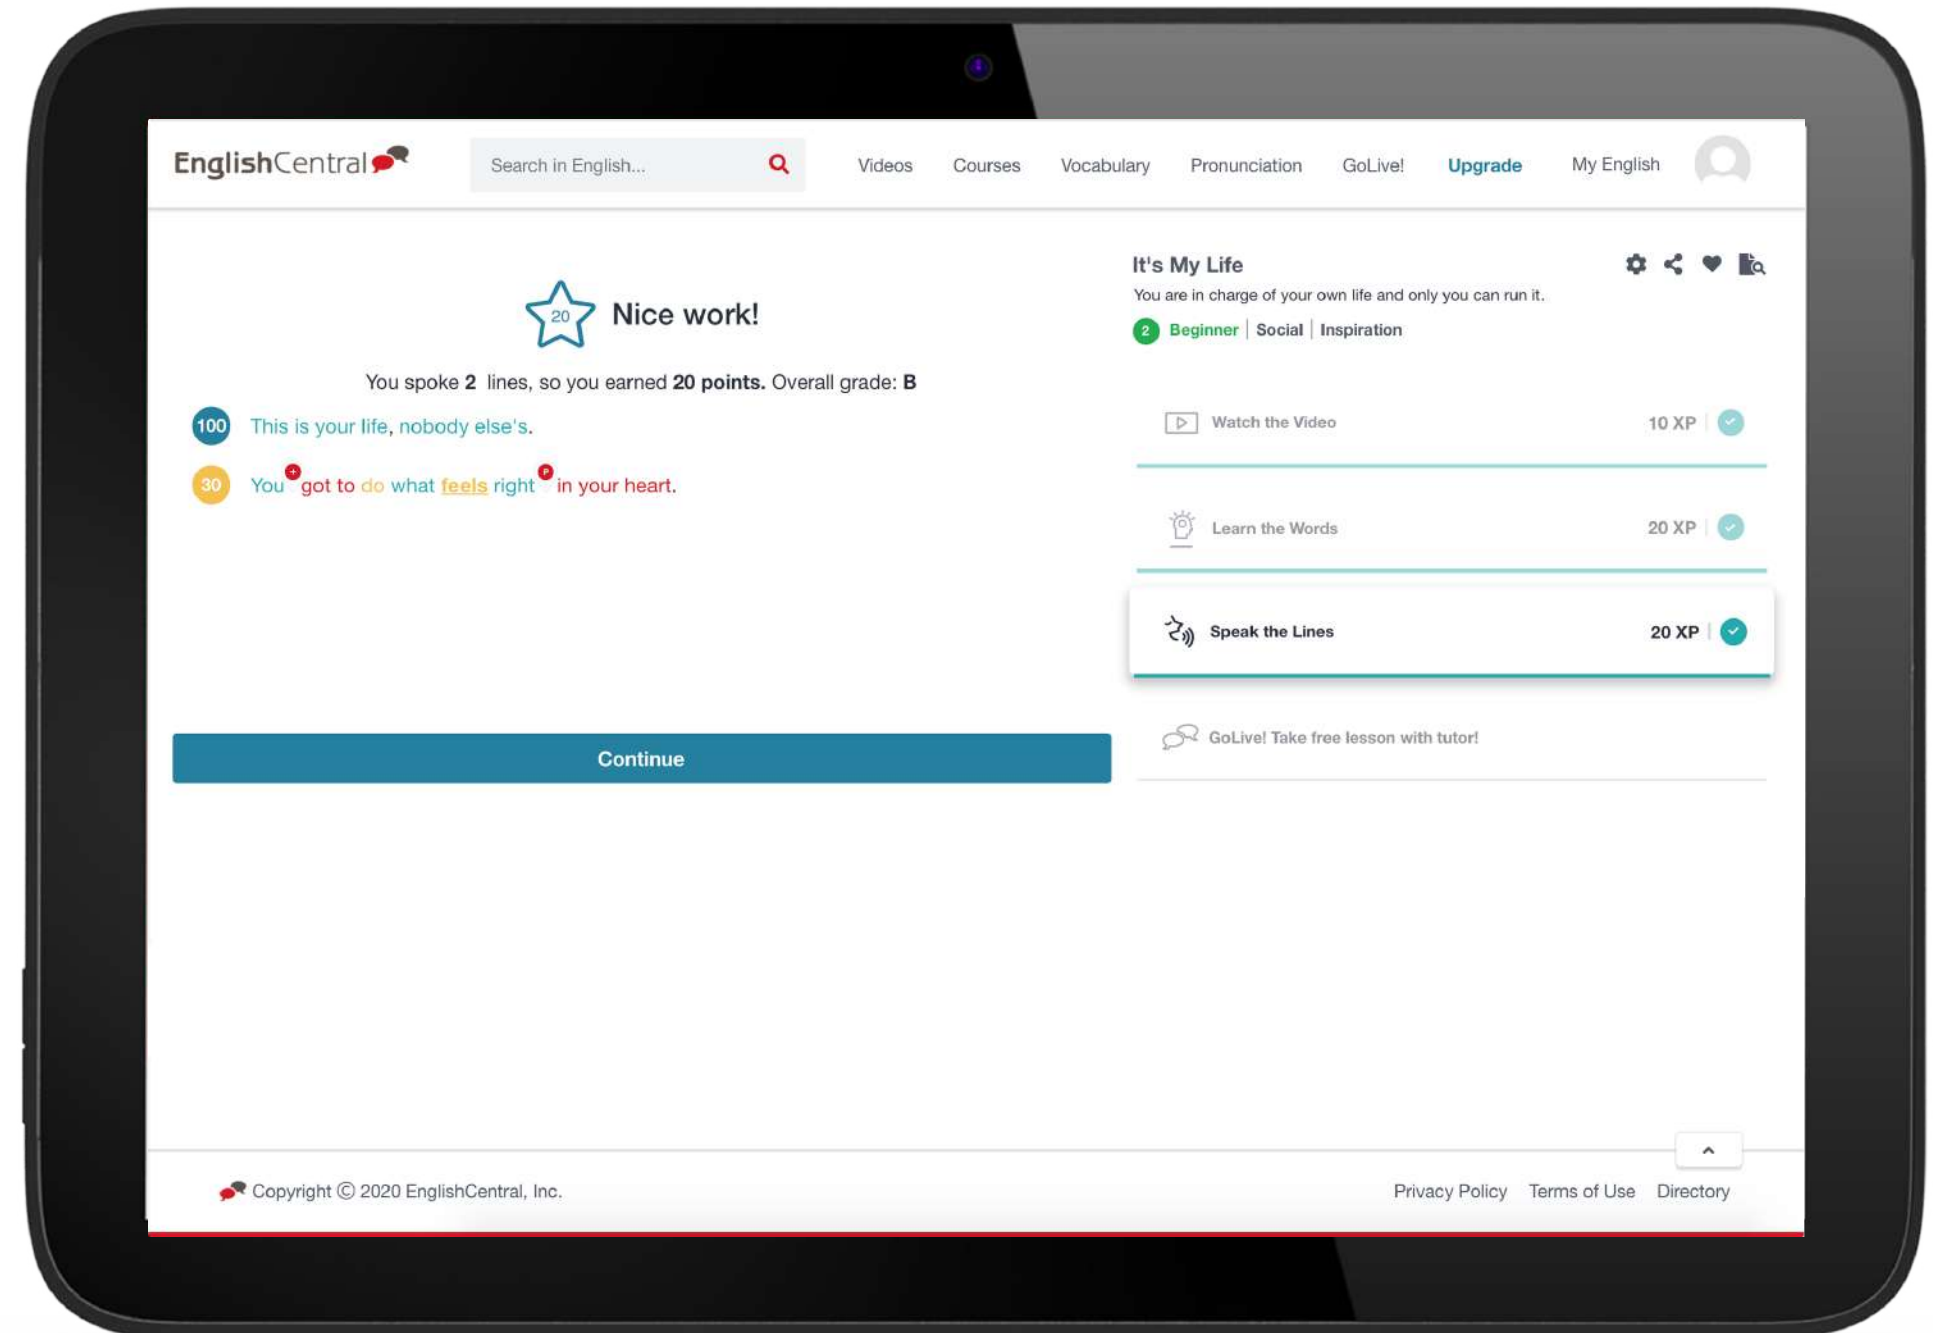 EnglishCentral
Search in English...
Videos Courses Vocabulary Pronunciation GoLive! Upgrade My English
20 Nice work!
You spoke 2 lines, so you earned 20 points. Overall grade: B
100 This is your life, nobody else's.
30 You + got to do what feels right P in your heart.
Continue
It's My Life
You are in charge of your own life and only you can run it.
2 Beginner | Social | Inspiration
Watch the Video 10 XP
Learn the Words 20 XP
Speak the Lines 20 XP
GoLive! Take free lesson with tutor!
Copyright © 2020 EnglishCentral, Inc.
Privacy Policy Terms of Use Directory